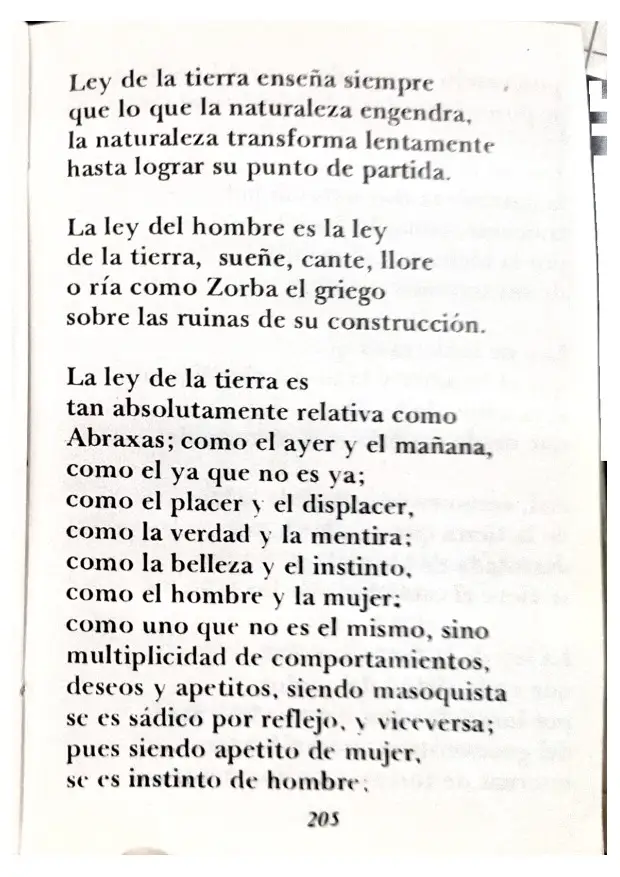 Ley de la tierra enseña siempre
que lo que la naturaleza engendra,
la naturaleza transforma lentamente
hasta lograr su punto de partida.
La ley del hombre es la ley
de la tierra, sueñe, cante, llore
o ría como Zorba el griego
sobre las ruinas de su construcción.
La ley de la tierra es
tan absolutamente relativa como
Abraxas; como el ayer y el mañana,
como el ya que no es ya;
como el placer y el displacer,
como la verdad y la mentira;
como la belleza y el instinto,
como el hombre y la mujer;
como uno que no es el mismo, sino
multiplicidad de comportamientos,
deseos y apetitos, siendo masoquista
se es sádico por reflejo, y viceversa;
pues siendo apetito de mujer,
se es instinto de hombre;
205